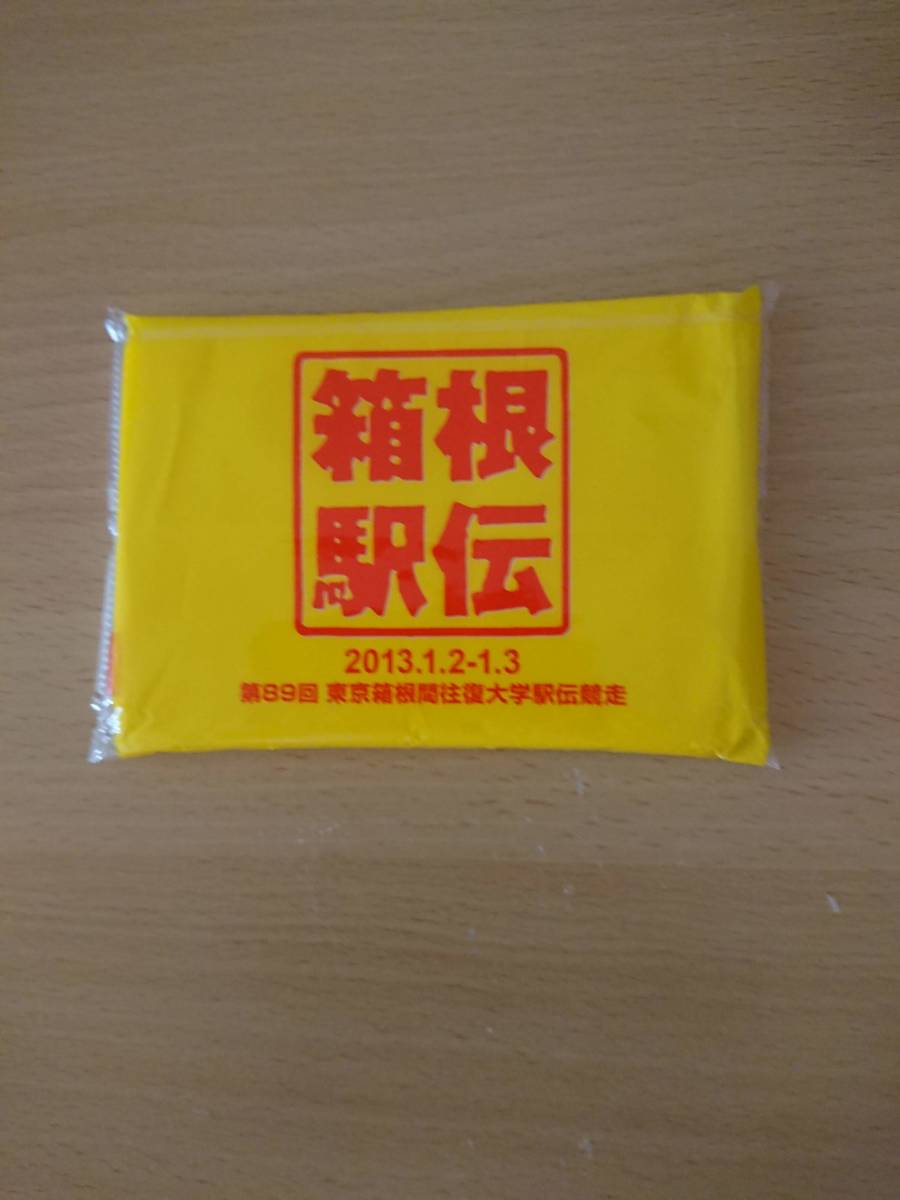 箱根
駅伝
2013.1.2-1.3
第89回 東京箱根間往復大学駅伝競走